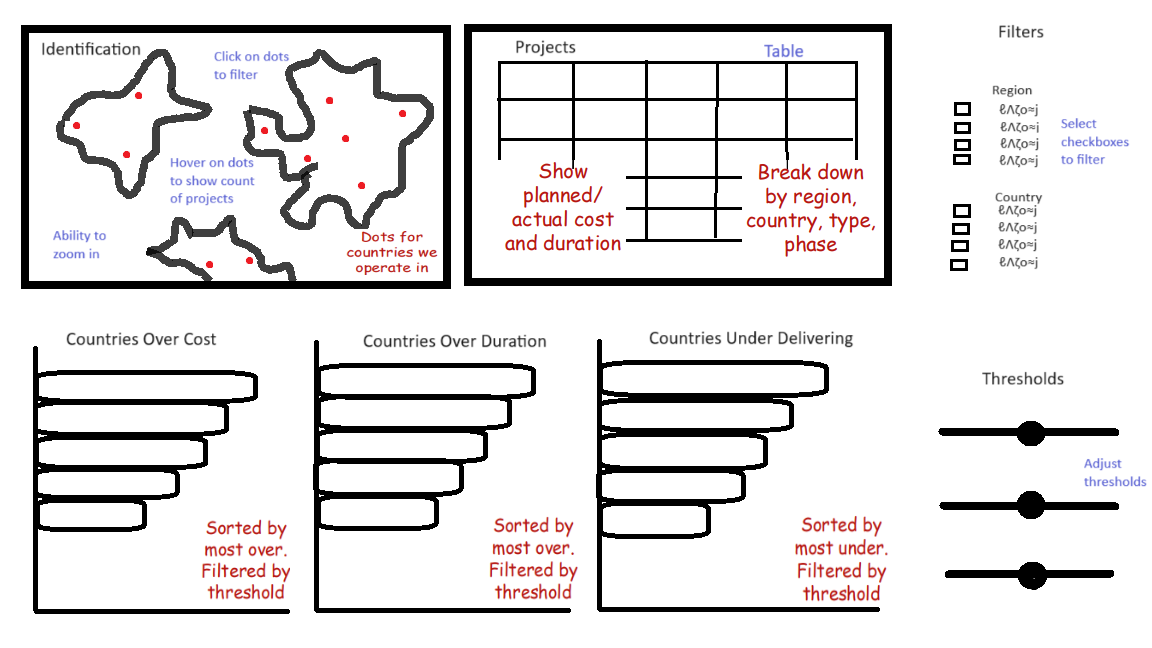 Identification
Click on dots
to filter
Hover on dots
to show count
of projects
Ability to
zoom in
Dots for
countries we
operate in
Projects
Table
Show
planned/
actual cost
and duration
Break down
by region,
country, type,
phase
Filters
Region
ℓΛζο≈j
ℓΛζο≈j
ℓΛζο≈j
ℓΛζο≈j
Select
checkboxes
to filter
Country
ℓΛζο≈j
ℓΛζο≈j
ℓΛζο≈j
ℓΛζο≈j
Countries Over Cost
Sorted by
most over.
Filtered by
threshold
Countries Over Duration
Sorted by
most over.
Filtered by
threshold
Countries Under Delivering
Sorted by
most under.
Filtered by
threshold
Thresholds
Adjust
thresholds